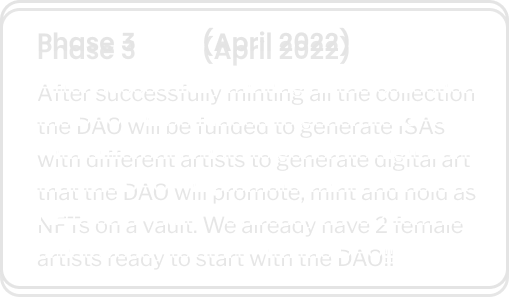 Phase 3 (April 2022)
After successfully minting all the collection
the DAO will be funded to generate ISAs
with different artists to generate digital art
that the DAO will promote, mint and hold as
NFTs on a vault. We already have 2 female
artists ready to start with the DAO!!